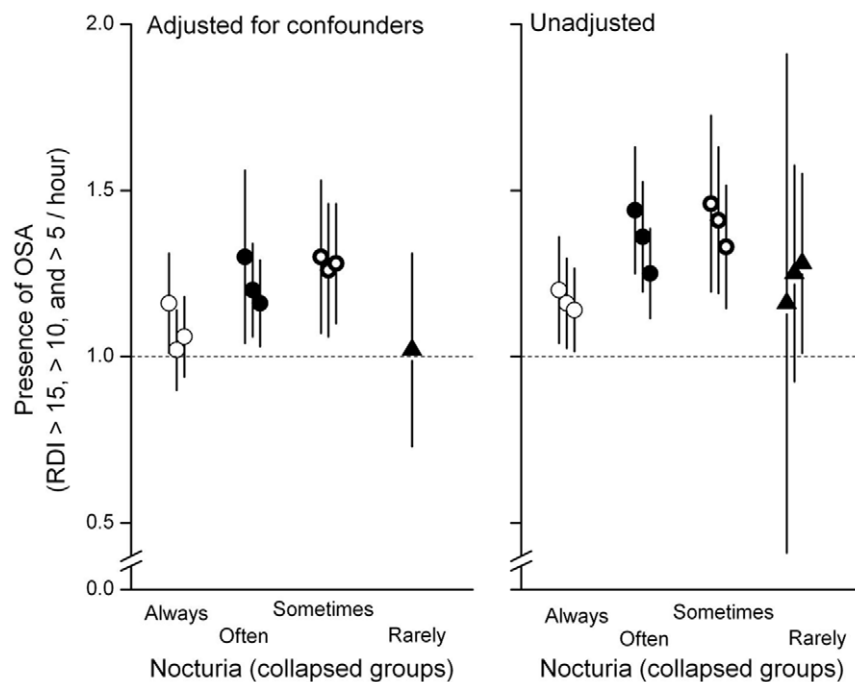 Adjusted for confounders
Unadjusted
Presence of OSA
(RDI > 15, > 10, and > 5 / hour)
2.0
1.5
1.0
0.5
0.0
Always
Often
Sometimes
Rarely
Nocturia (collapsed groups)
Always
Often
Sometimes
Rarely
Nocturia (collapsed groups)